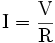 I = V/R